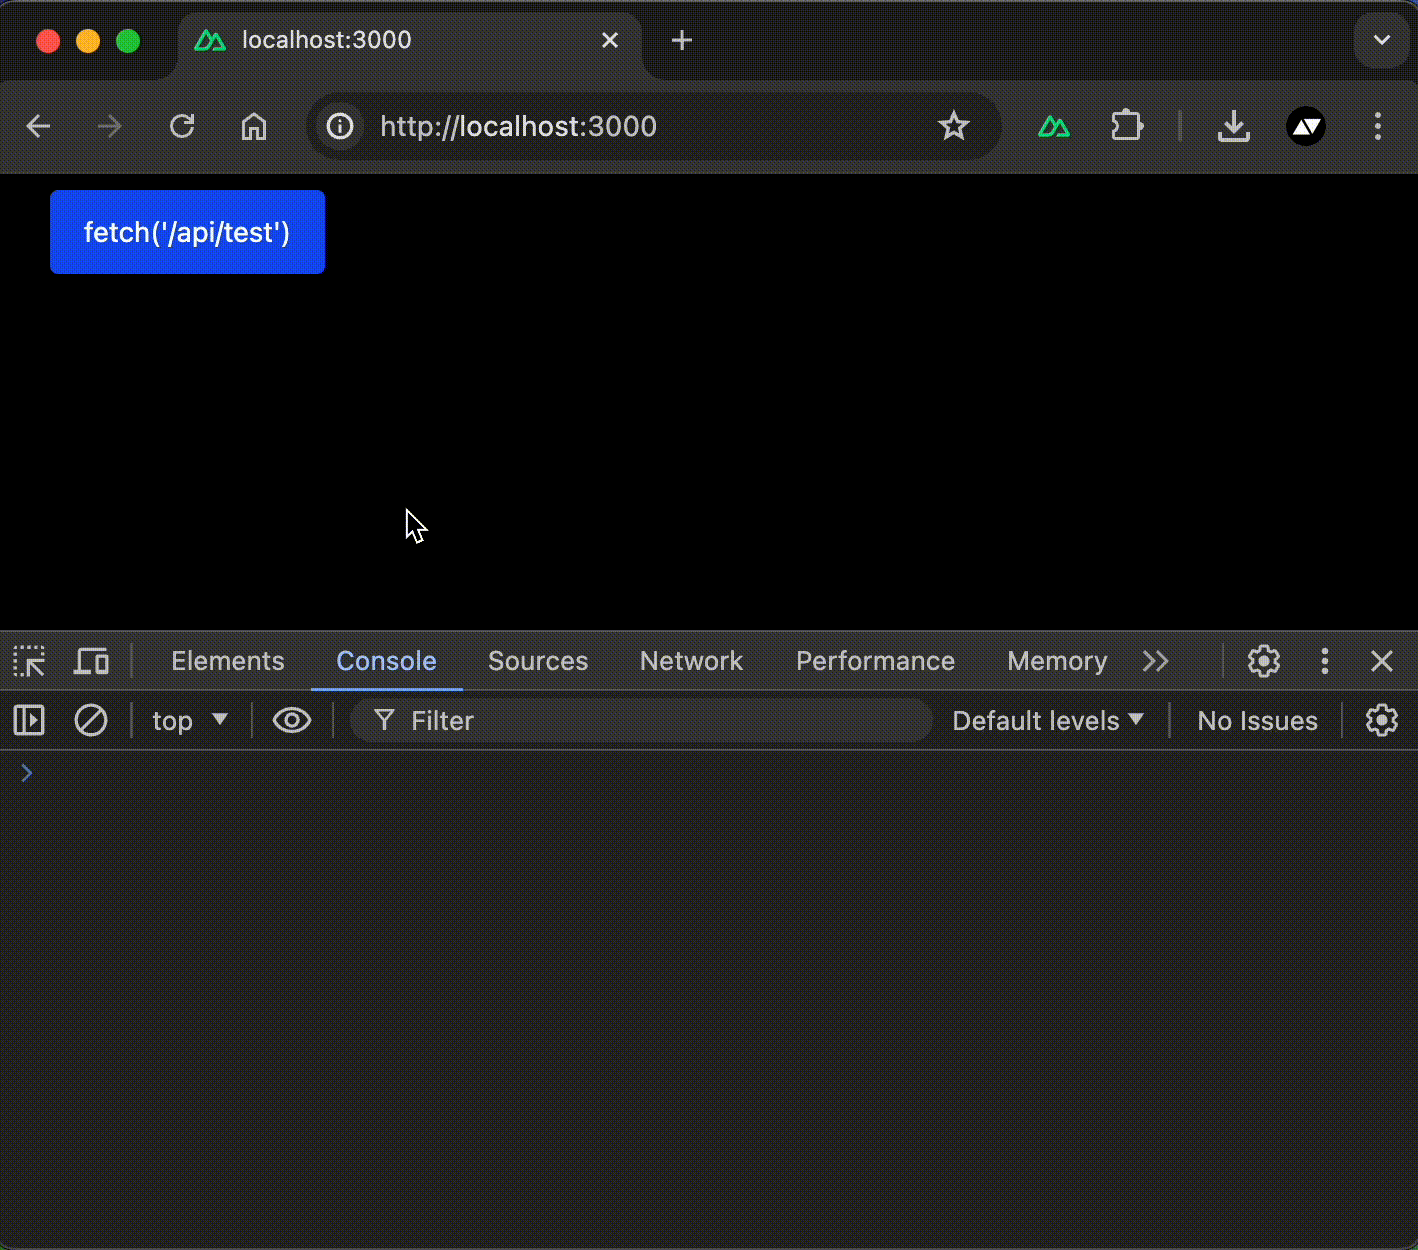 localhost:3000
http://localhost:3000
fetch('/api/test')
Elements Console Sources Network Performance Memory
top Filter Default levels No Issues